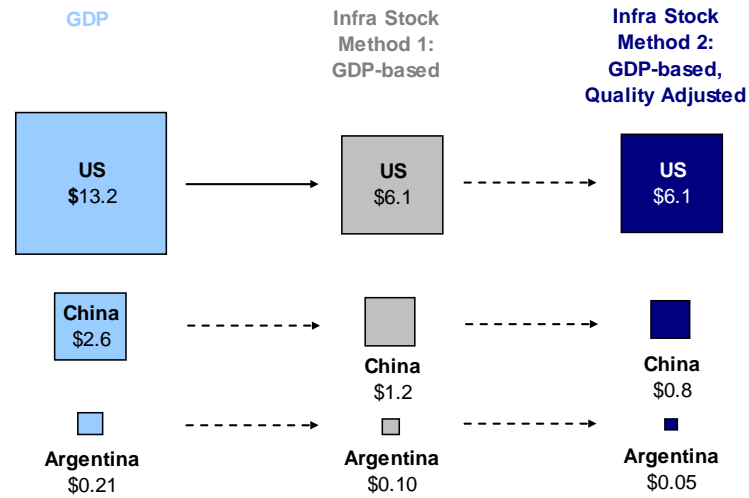 GDP
Infra Stock
Method 1:
GDP-based
Infra Stock
Method 2:
GDP-based,
Quality Adjusted
US
$13.2
US
$6.1
US
$6.1
China
$2.6
China
$1.2
China
$0.8
Argentina
$0.21
Argentina
$0.10
Argentina
$0.05